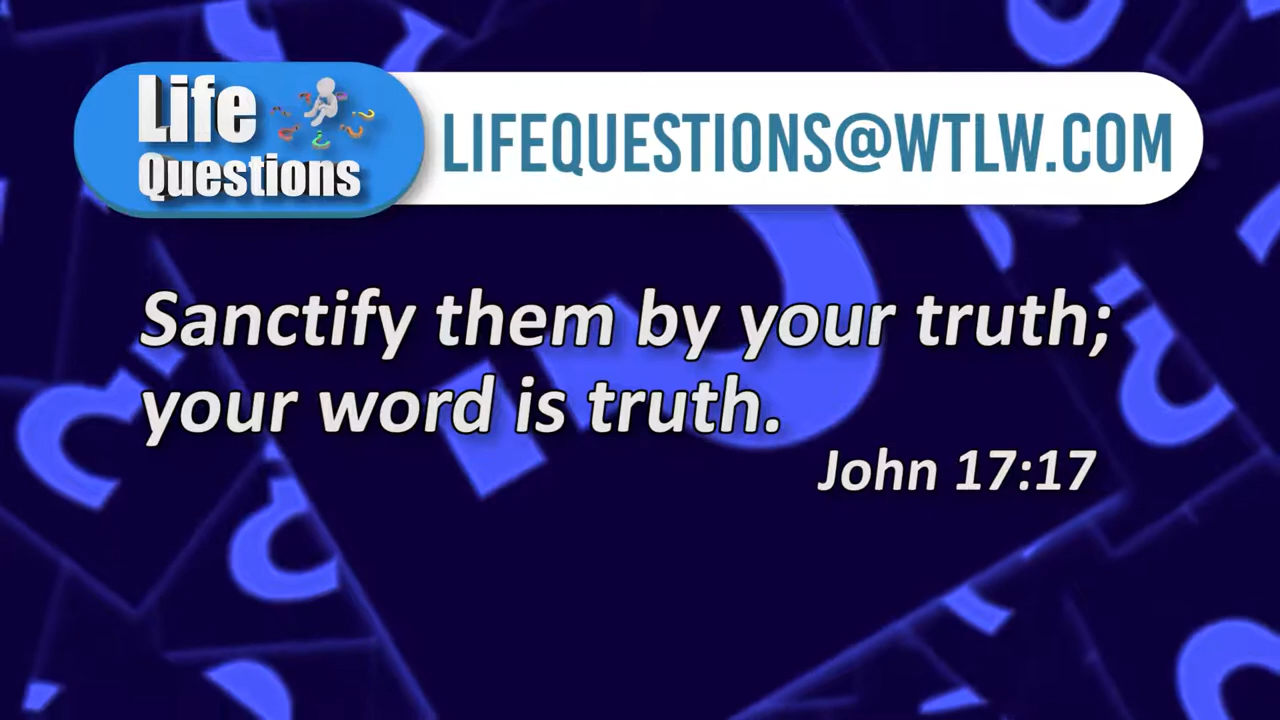 Life
Questions
LIFEQUESTIONS@WTLW.COM
Sanctify them by your truth;
your word is truth.
John 17:17